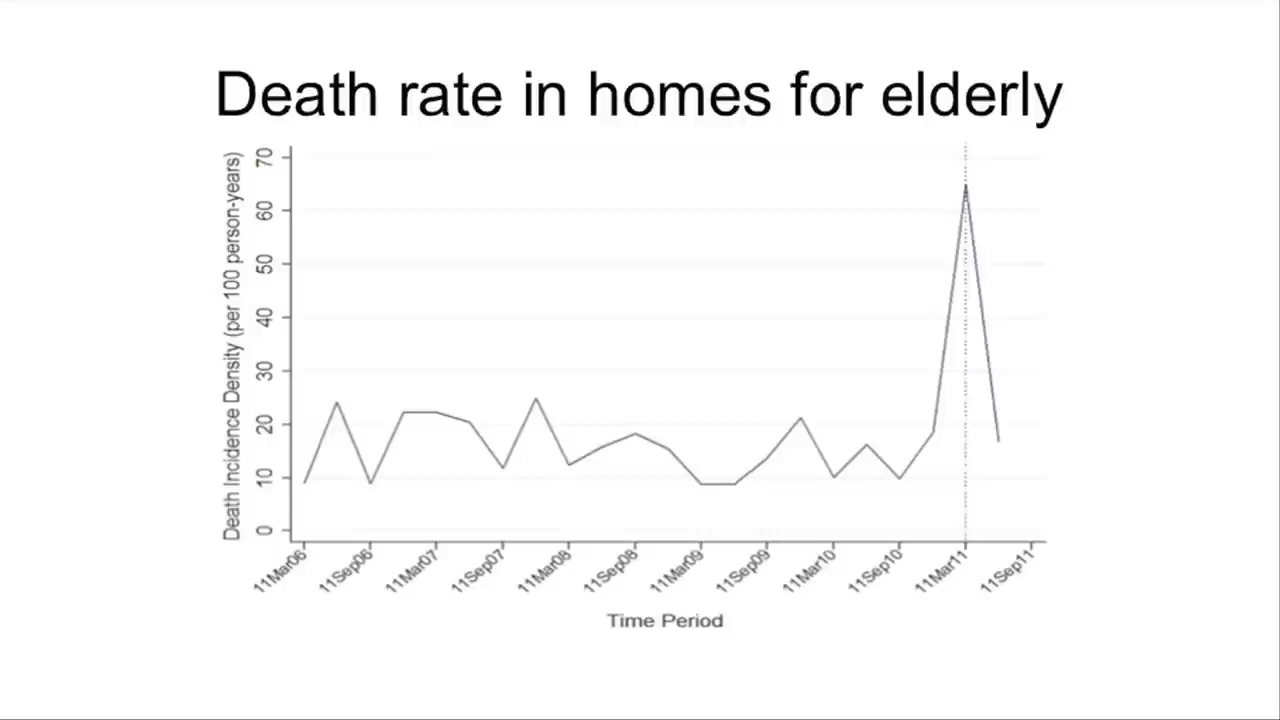 Death rate in homes for elderly
Death Incidence Density (per 100 person-years)
70
60
50
40
30
20
10
0
11Mar06
11Sep06
11Mar07
11Sep07
11Mar08
11Sep08
11Mar09
11Sep09
11Mar10
11Sep10
11Mar11
11Sep11
Time Period